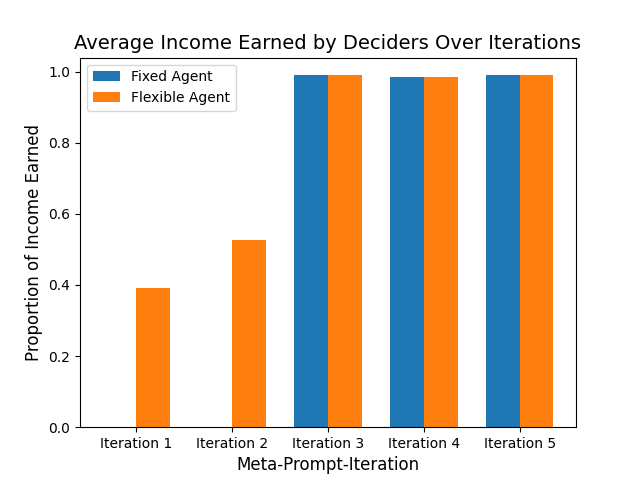 Average Income Earned by Deciders Over Iterations
Fixed Agent
Flexible Agent
Proportion of Income Earned
1.0
0.8
0.6
0.4
0.2
0.0
Iteration 1
Iteration 2
Iteration 3
Iteration 4
Iteration 5
Meta-Prompt-Iteration